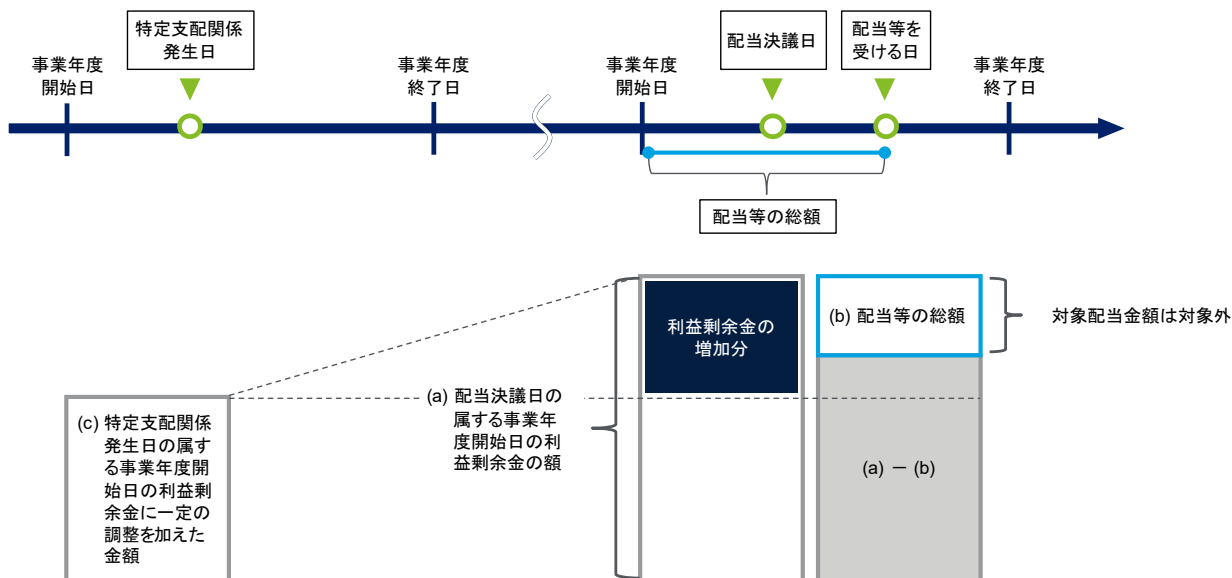 特定支配関係
発生日
配当決議日
配当等を
受ける日
事業年度
開始日
事業年度
終了日
事業年度
開始日
事業年度
終了日
配当等の総額
利益剰余金の
増加分
(b) 配当等の総額
対象配当金額は対象外
(a) 配当決議日の
属する事業年
度開始日の利
益剰余金の額
(c) 特定支配関係
発生日の属す
る事業年度開
始日の利益剰
余金に一定の
調整を加えた
金額
(a) － (b)